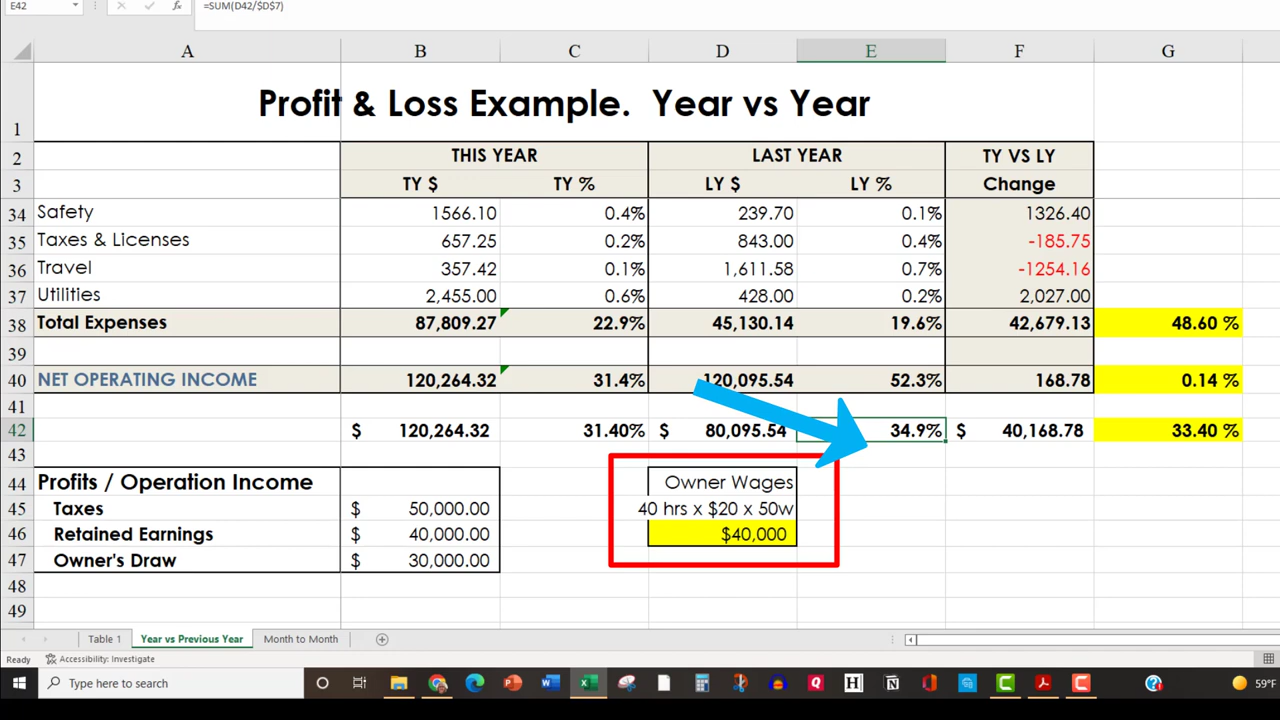 E42 fx =SUM(D42/$D$7)
A B C D E F G
1 Profit & Loss Example. Year vs Year
2 THIS YEAR LAST YEAR TY VS LY
3 TY $ TY % LY $ LY % Change
34 Safety 1566.10 0.4% 239.70 0.1% 1326.40
35 Taxes & Licenses 657.25 0.2% 843.00 0.4% -185.75
36 Travel 357.42 0.1% 1,611.58 0.7% -1254.16
37 Utilities 2,455.00 0.6% 428.00 0.2% 2,027.00
38 Total Expenses 87,809.27 22.9% 45,130.14 19.6% 42,679.13 48.60 %
39
40 NET OPERATING INCOME 120,264.32 31.4% 120,095.54 52.3% 168.78 0.14 %
41
42 $ 120,264.32 31.40% $ 80,095.54 34.9% $ 40,168.78 33.40 %
43
44 Profits / Operation Income Owner Wages
45 Taxes $ 50,000.00 40 hrs x $20 x 50w
46 Retained Earnings $ 40,000.00 $40,000
47 Owner's Draw $ 30,000.00
48
49
Table 1 Year vs Previous Year Month to Month
Ready Accessibility: Investigate
Type here to search 59°F